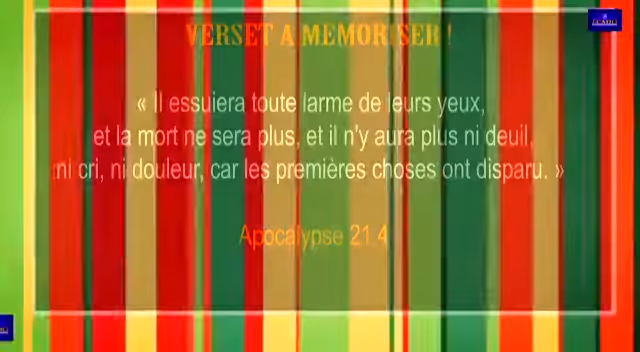 VERSET A MEMORISER !
« Il essuiera toute larme de leurs yeux,
et la mort ne sera plus, et il n'y aura plus ni deuil,
ni cri, ni douleur, car les premières choses ont disparu. »
Apocalypse 21.4